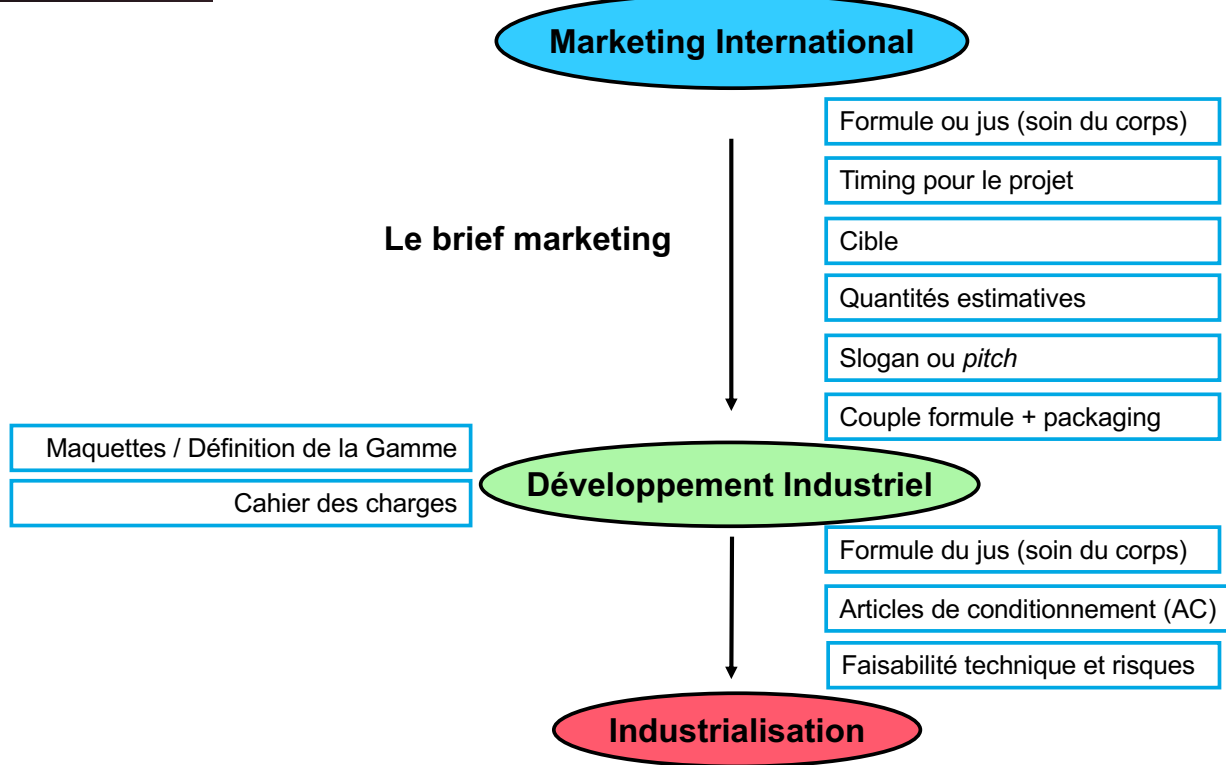 Marketing International
Formule ou jus (soin du corps)
Timing pour le projet
Le brief marketing
Cible
Quantités estimatives
Slogan ou pitch
Couple formule + packaging
Maquettes / Définition de la Gamme
Cahier des charges
Développement Industriel
Formule du jus (soin du corps)
Articles de conditionnement (AC)
Faisabilité technique et risques
Industrialisation